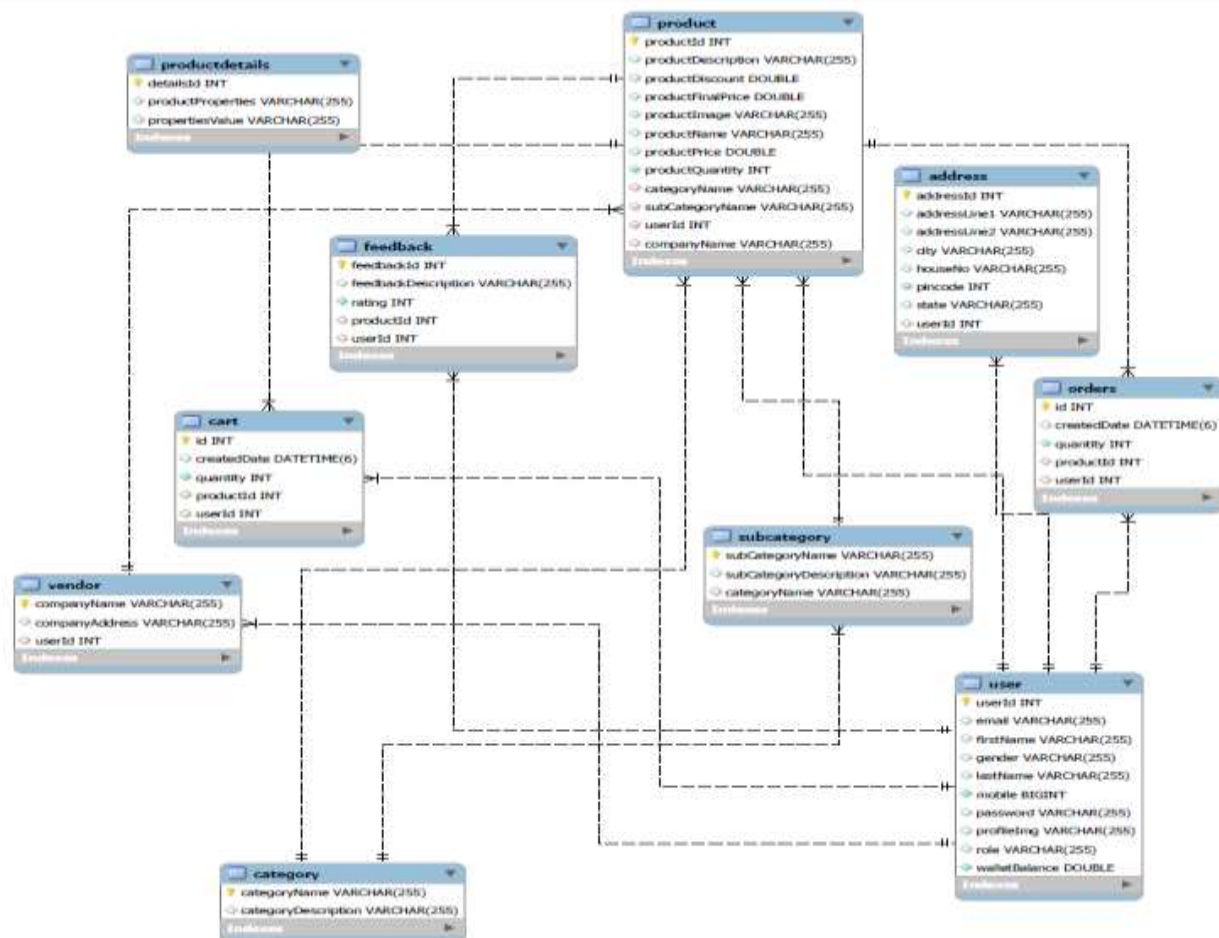 product
productId INT
productDescription VARCHAR(255)
productDiscount DOUBLE
productFinalPrice DOUBLE
productImage VARCHAR(255)
productName VARCHAR(255)
productPrice DOUBLE
productQuantity INT
categoryName VARCHAR(255)
subCategoryName VARCHAR(255)
userId INT
companyName VARCHAR(255)
Indexes
productdetails
detailsId INT
productProperties VARCHAR(255)
propertiesValue VARCHAR(255)
Indexes
address
addressId INT
addressLine1 VARCHAR(255)
addressLine2 VARCHAR(255)
city VARCHAR(255)
houseNo VARCHAR(255)
pincode INT
state VARCHAR(255)
userId INT
Indexes
feedback
feedbackId INT
feedbackDescription VARCHAR(255)
rating INT
productId INT
userId INT
Indexes
orders
id INT
createdDate DATETIME(6)
quantity INT
productId INT
userId INT
Indexes
cart
id INT
createdDate DATETIME(6)
quantity INT
productId INT
userId INT
Indexes
subcategory
subCategoryName VARCHAR(255)
subCategoryDescription VARCHAR(255)
categoryName VARCHAR(255)
Indexes
vendor
companyName VARCHAR(255)
companyAddress VARCHAR(255)
userId INT
Indexes
user
userId INT
email VARCHAR(255)
firstName VARCHAR(255)
gender VARCHAR(255)
lastName VARCHAR(255)
mobile BIGINT
password VARCHAR(255)
profileImg VARCHAR(255)
role VARCHAR(255)
walletBalance DOUBLE
Indexes
category
categoryName VARCHAR(255)
categoryDescription VARCHAR(255)
Indexes